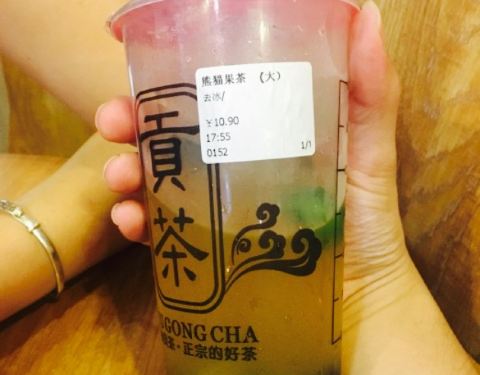 熊猫果茶 (大)
去冰/
¥10.90
17:55
0152 1/1
貢茶
GONG CHA
茶·正宗的好茶